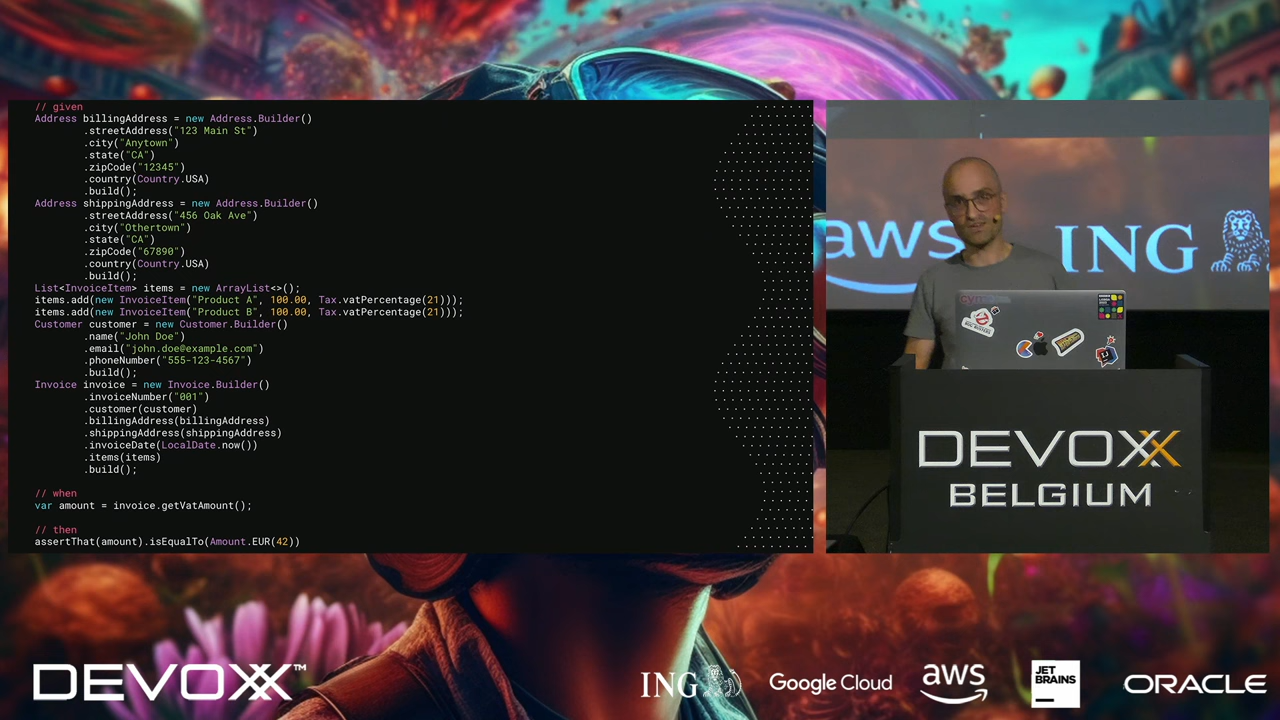 // given
Address billingAddress = new Address.Builder()
.streetAddress("123 Main St")
.city("Anytown")
.state("CA")
.zipCode("12345")
.country(Country.USA)
.build();
Address shippingAddress = new Address.Builder()
.streetAddress("456 Oak Ave")
.city("Othertown")
.state("CA")
.zipCode("67890")
.country(Country.USA)
.build();
List<InvoiceItem> items = new ArrayList<>();
items.add(new InvoiceItem("Product A", 100.00, Tax.vatPercentage(21)));
items.add(new InvoiceItem("Product B", 100.00, Tax.vatPercentage(21)));
Customer customer = new Customer.Builder()
.name("John Doe")
.email("john.doe@example.com")
.phoneNumber("555-123-4567")
.build();
Invoice invoice = new Invoice.Builder()
.invoiceNumber("001")
.customer(customer)
.billingAddress(billingAddress)
.shippingAddress(shippingAddress)
.invoiceDate(LocalDate.now())
.items(items)
.build();
// when
var amount = invoice.getVatAmount();
// then
assertThat(amount).isEqualTo(Amount.EUR(42))
aws
ING
DEVOXX
BELGIUM
DEVOXX™
ING
Google Cloud
aws
JET
BRAINS
ORACLE